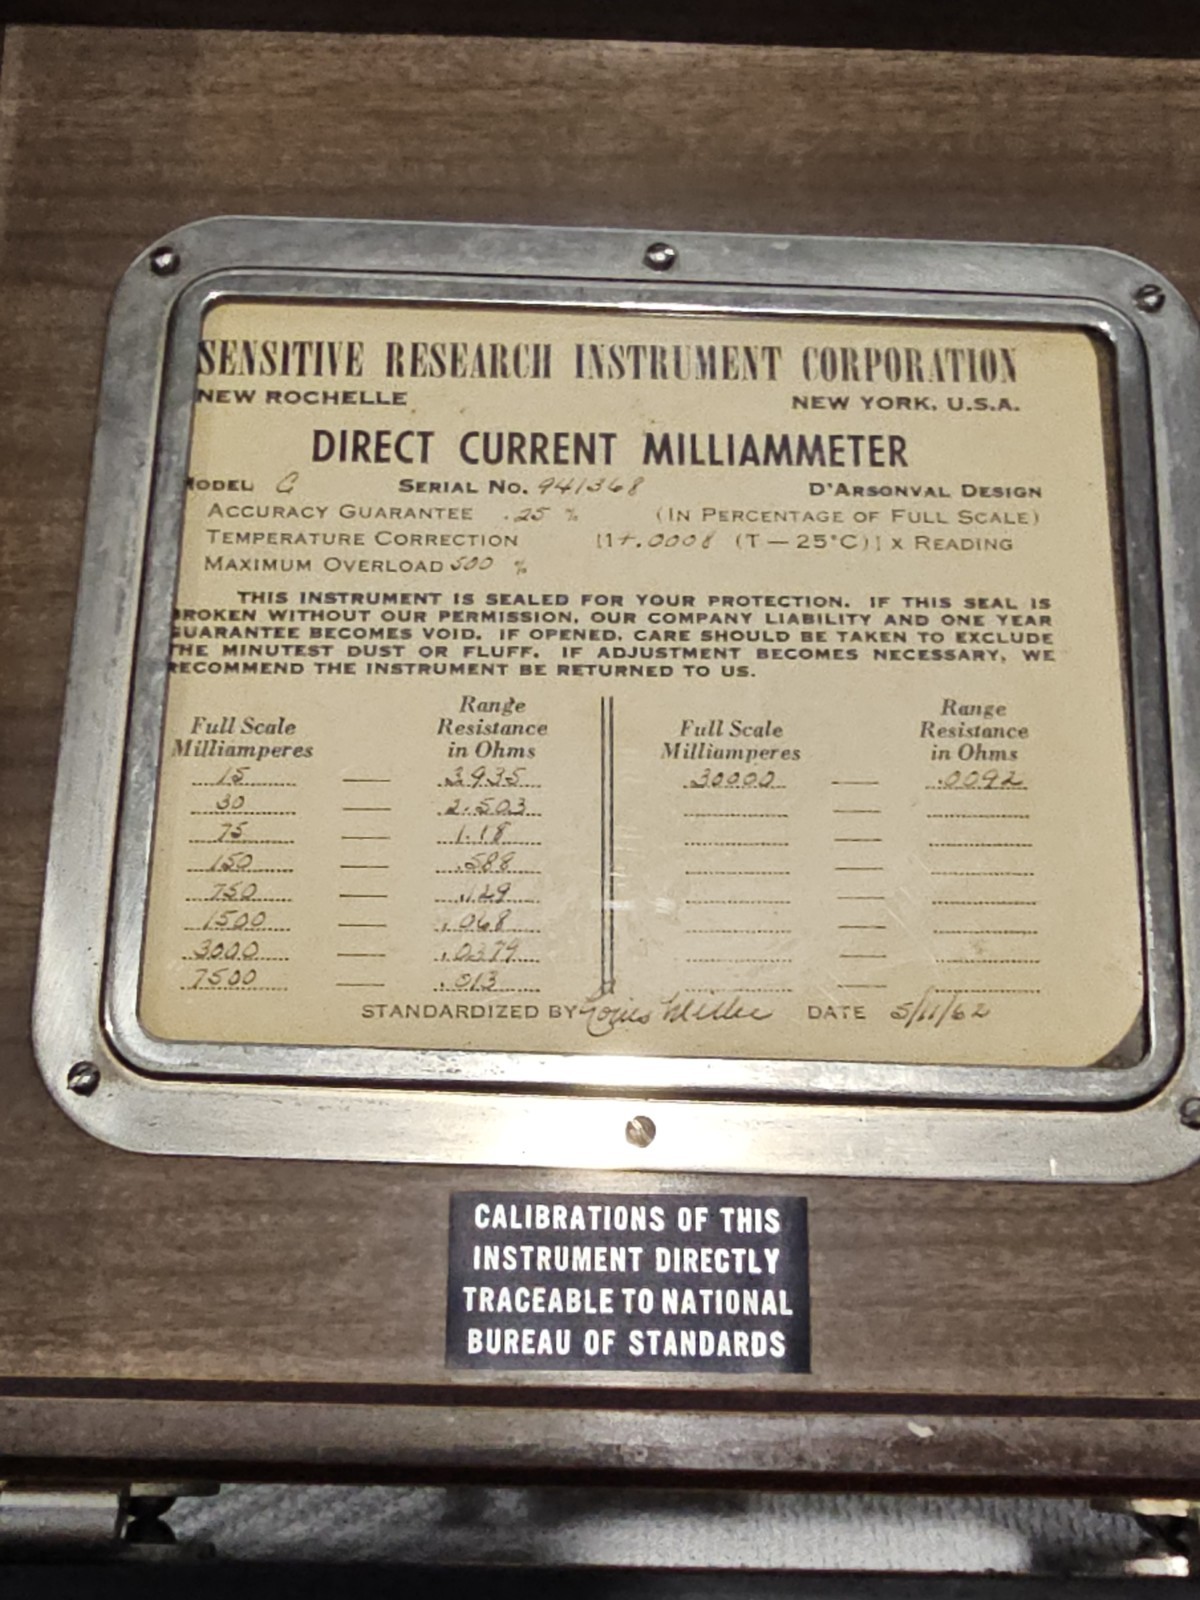 SENSITIVE RESEARCH INSTRUMENT CORPORATION
NEW ROCHELLE NEW YORK, U.S.A.
DIRECT CURRENT MILLIAMMETER
MODEL G SERIAL NO. 941368 D'ARSONVAL DESIGN
ACCURACY GUARANTEE .25 % (IN PERCENTAGE OF FULL SCALE)
TEMPERATURE CORRECTION [1+.0008 (T — 25°C)] X READING
MAXIMUM OVERLOAD 500 %
THIS INSTRUMENT IS SEALED FOR YOUR PROTECTION. IF THIS SEAL IS
BROKEN WITHOUT OUR PERMISSION, OUR COMPANY LIABILITY AND ONE YEAR
GUARANTEE BECOMES VOID. IF OPENED, CARE SHOULD BE TAKEN TO EXCLUDE
THE MINUTEST DUST OR FLUFF. IF ADJUSTMENT BECOMES NECESSARY, WE
RECOMMEND THE INSTRUMENT BE RETURNED TO US.
Full Scale Milliamperes Range Resistance in Ohms Full Scale Milliamperes Range Resistance in Ohms
15 — 3.935 30000 — .0092
30 — 2.503
75 — 1.18
150 — .588
750 — .129
1500 — .068
3000 — .0379
7500 — .013
STANDARDIZED BY Louis Miller DATE 5/11/62
CALIBRATIONS OF THIS
INSTRUMENT DIRECTLY
TRACEABLE TO NATIONAL
BUREAU OF STANDARDS